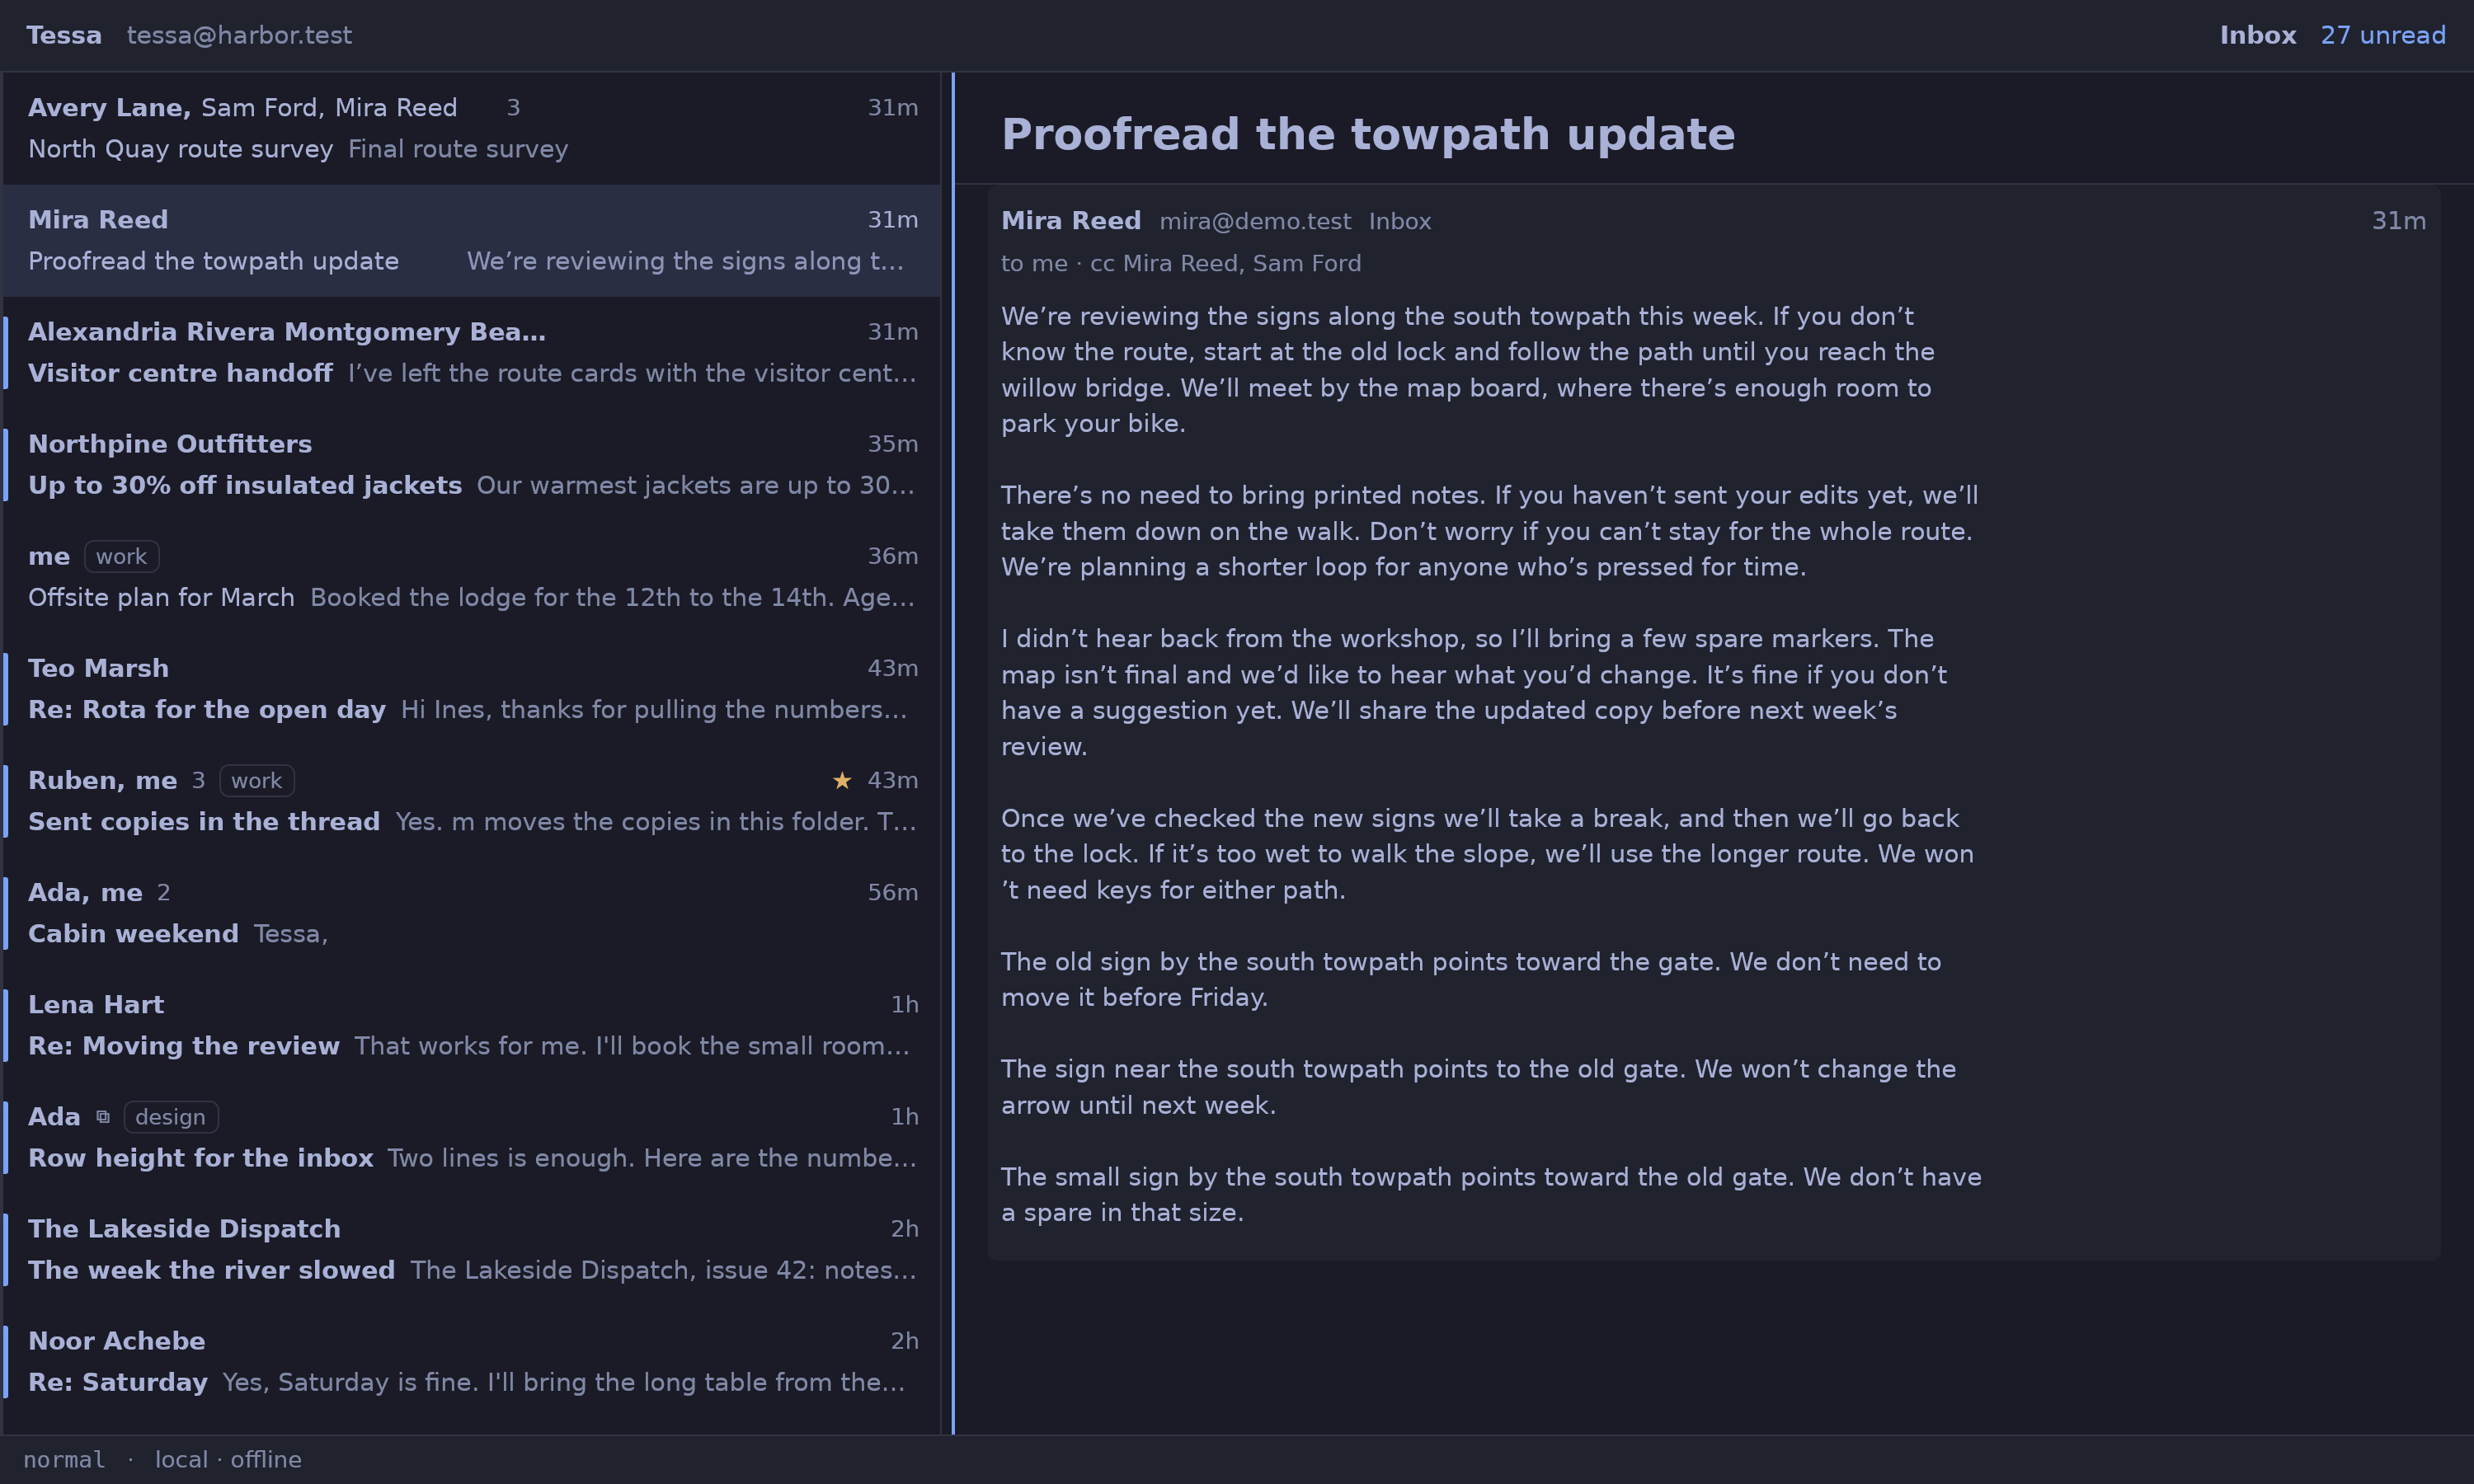 Tessa tessa@harbor.test
Inbox 27 unread
Avery Lane, Sam Ford, Mira Reed 3 31m
North Quay route survey Final route survey
Mira Reed 31m
Proofread the towpath update We’re reviewing the signs along t…
Alexandria Rivera Montgomery Bea… 31m
Visitor centre handoff I’ve left the route cards with the visitor cent…
Northpine Outfitters 35m
Up to 30% off insulated jackets Our warmest jackets are up to 30…
me work 36m
Offsite plan for March Booked the lodge for the 12th to the 14th. Age…
Teo Marsh 43m
Re: Rota for the open day Hi Ines, thanks for pulling the numbers…
Ruben, me 3 work ★ 43m
Sent copies in the thread Yes. m moves the copies in this folder. T…
Ada, me 2 56m
Cabin weekend Tessa,
Lena Hart 1h
Re: Moving the review That works for me. I'll book the small room…
Ada ⧉ design 1h
Row height for the inbox Two lines is enough. Here are the numbe…
The Lakeside Dispatch 2h
The week the river slowed The Lakeside Dispatch, issue 42: notes…
Noor Achebe 2h
Re: Saturday Yes, Saturday is fine. I'll bring the long table from the…
Proofread the towpath update
Mira Reed mira@demo.test Inbox 31m
to me · cc Mira Reed, Sam Ford
We’re reviewing the signs along the south towpath this week. If you don’t
know the route, start at the old lock and follow the path until you reach the
willow bridge. We’ll meet by the map board, where there’s enough room to
park your bike.
There’s no need to bring printed notes. If you haven’t sent your edits yet, we’ll
take them down on the walk. Don’t worry if you can’t stay for the whole route.
We’re planning a shorter loop for anyone who’s pressed for time.
I didn’t hear back from the workshop, so I’ll bring a few spare markers. The
map isn’t final and we’d like to hear what you’d change. It’s fine if you don’t
have a suggestion yet. We’ll share the updated copy before next week’s
review.
Once we’ve checked the new signs we’ll take a break, and then we’ll go back
to the lock. If it’s too wet to walk the slope, we’ll use the longer route. We won
’t need keys for either path.
The old sign by the south towpath points toward the gate. We don’t need to
move it before Friday.
The sign near the south towpath points to the old gate. We won’t change the
arrow until next week.
The small sign by the south towpath points toward the old gate. We don’t have
a spare in that size.
normal · local · offline